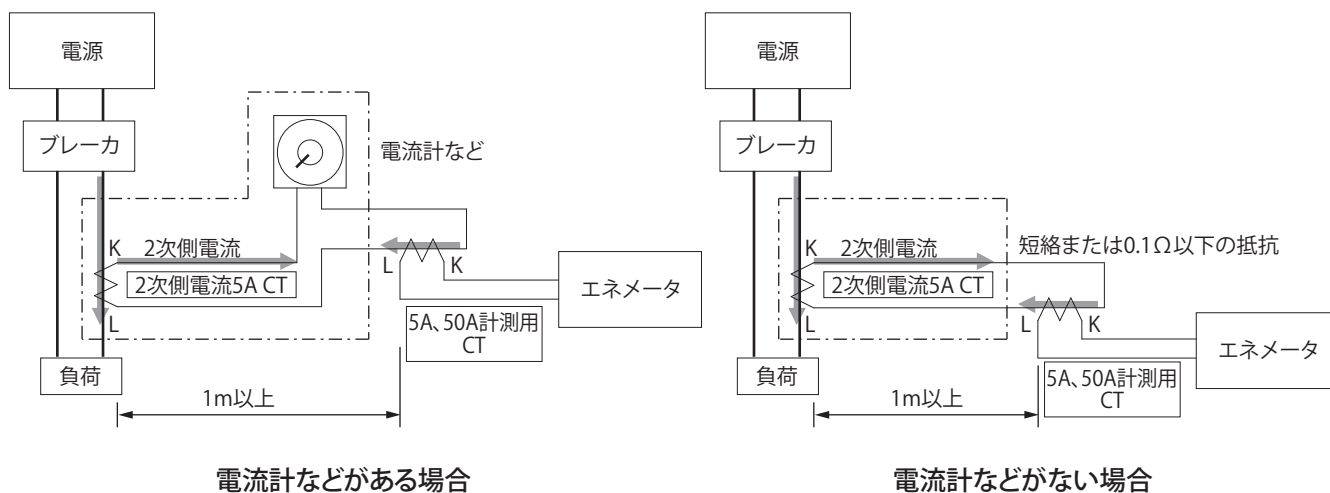 電源
ブレーカ
電流計など
K
2次側電流
2次側電流5A CT
L
L
K
エネメータ
5A、50A計測用
CT
負荷
1m以上
電流計などがある場合
電源
ブレーカ
K
2次側電流
短絡または0.1Ω以下の抵抗
2次側電流5A CT
L
L
K
エネメータ
5A、50A計測用
CT
負荷
1m以上
電流計などがない場合